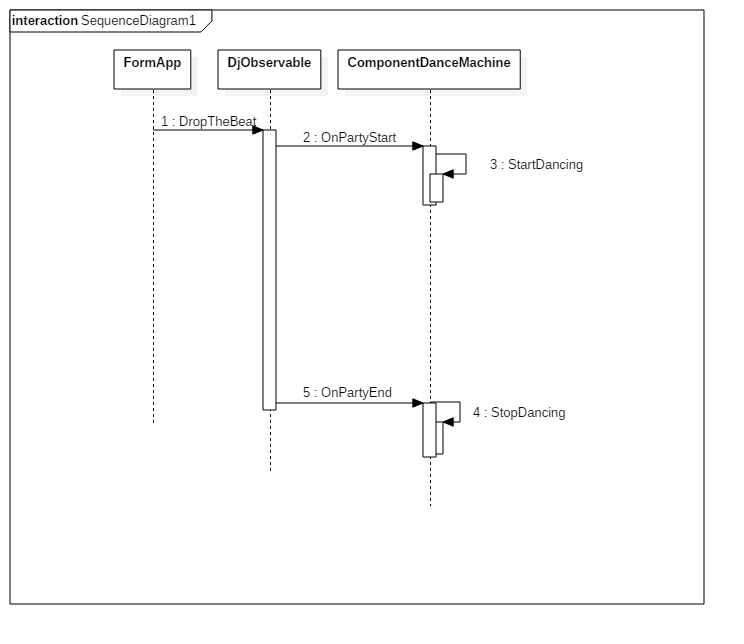 interaction SequenceDiagram1
FormApp
DjObservable
ComponentDanceMachine
1 : DropTheBeat
2 : OnPartyStart
3 : StartDancing
5 : OnPartyEnd
4 : StopDancing